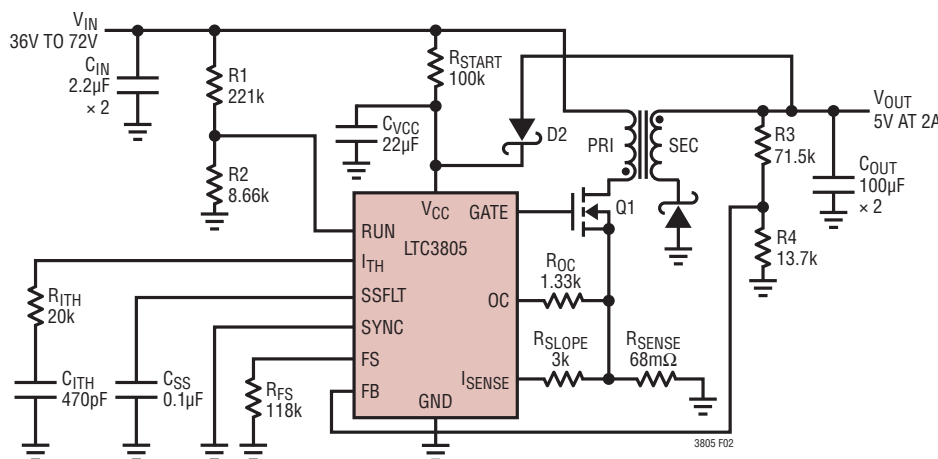 VIN
36V TO 72V
CIN
2.2µF
× 2
R1
221k
R2
8.66k
RSTART
100k
CVCC
22µF
D2
PRI
SEC
VOUT
5V AT 2A
R3
71.5k
COUT
100µF
× 2
R4
13.7k
Q1
VCC
GATE
RUN
LTC3805
ITH
SSFLT
OC
SYNC
FS
FB
ISENSE
GND
ROC
1.33k
RSLOPE
3k
RSENSE
68mΩ
RITH
20k
CITH
470pF
CSS
0.1µF
RFS
118k
3805 F02